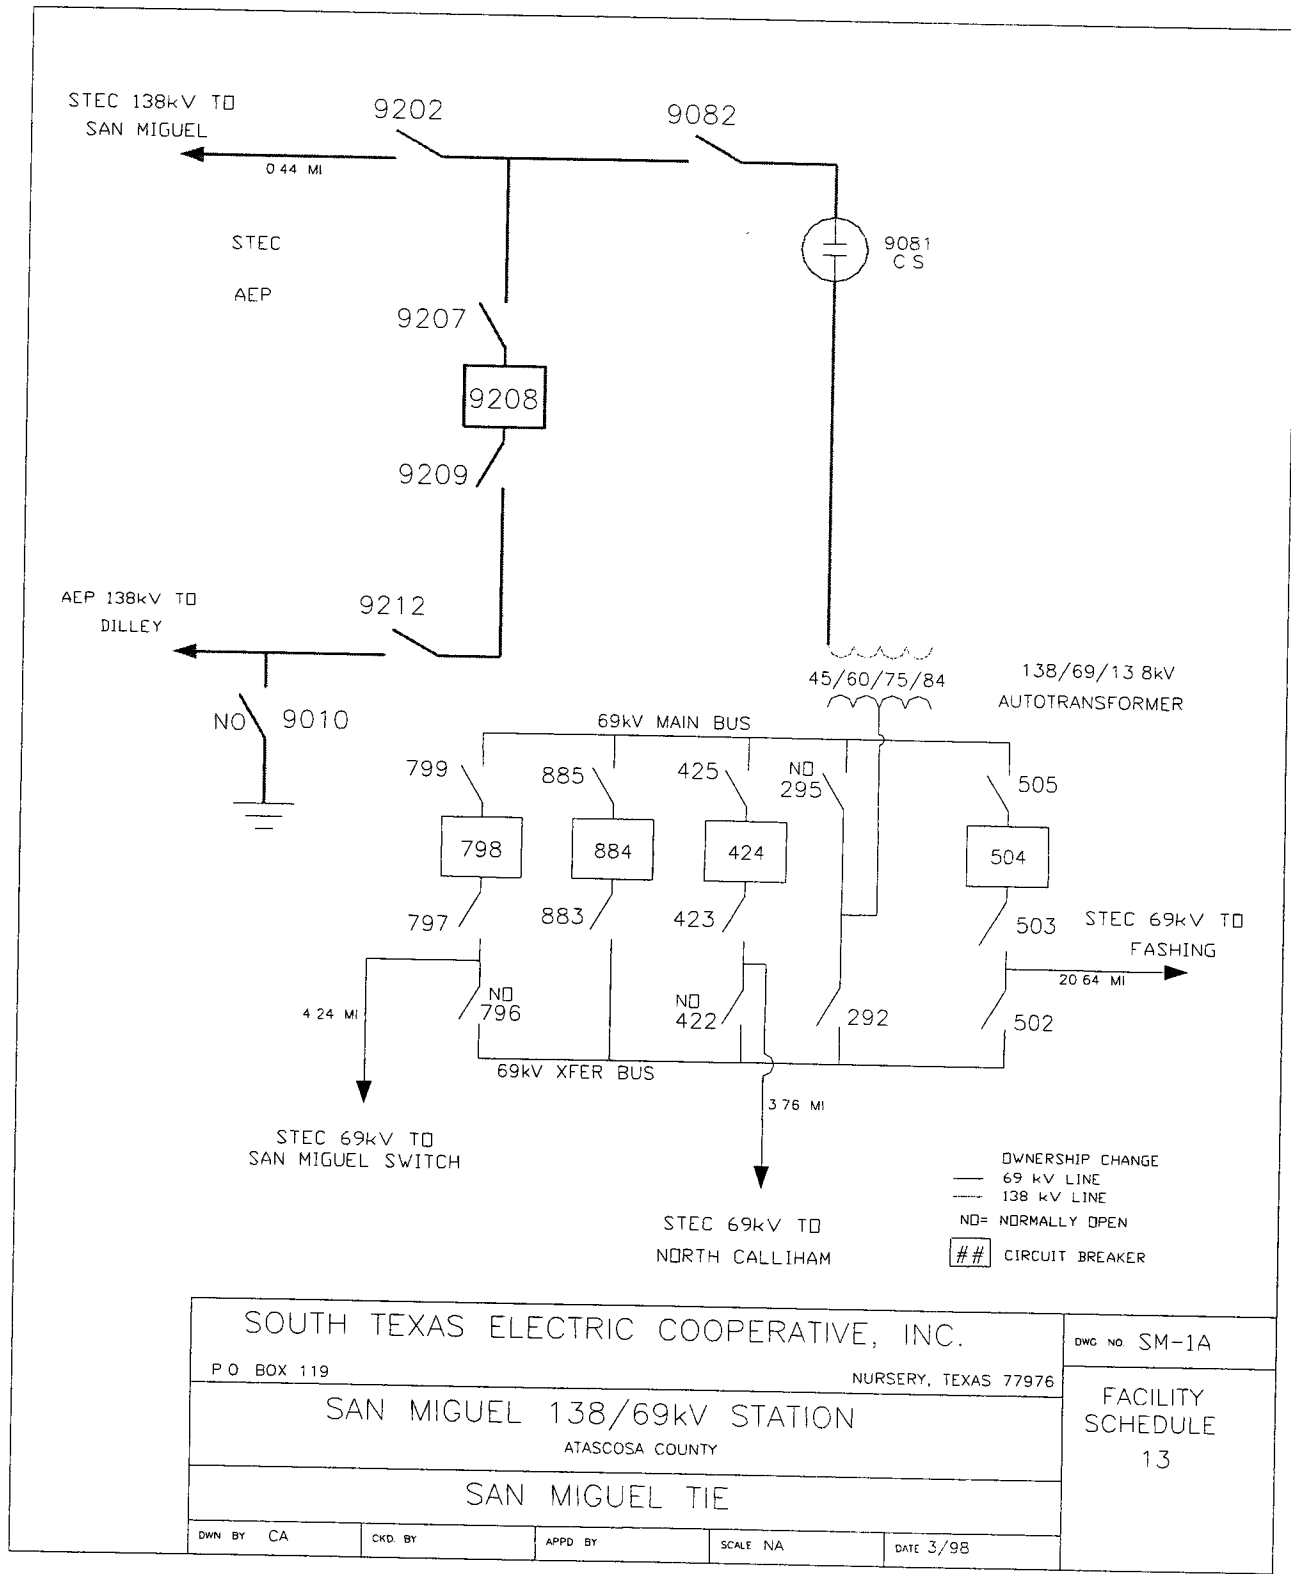 STEC 138kV TO
SAN MIGUEL
9202
9082
0 44 MI
STEC
AEP
9081
C S
9207
9208
9209
AEP 138kV TO
DILLEY
9212
NO
9010
45/60/75/84
138/69/13 8kV
AUTOTRANSFORMER
69kV MAIN BUS
799
885
425
NO
295
505
798
884
424
504
797
883
423
503
STEC 69kV TO
FASHING
20 64 MI
4 24 MI
NO
796
NO
422
292
502
69kV XFER BUS
3 76 MI
STEC 69kV TO
SAN MIGUEL SWITCH
STEC 69kV TO
NORTH CALLIHAM
OWNERSHIP CHANGE
69 kV LINE
138 kV LINE
NO= NORMALLY OPEN
## CIRCUIT BREAKER
SOUTH TEXAS ELECTRIC COOPERATIVE, INC.
P O BOX 119
NURSERY, TEXAS 77976
SAN MIGUEL 138/69kV STATION
ATASCOSA COUNTY
SAN MIGUEL TIE
DWN BY CA
CKD. BY
APPD BY
SCALE NA
DATE 3/98
DWG NO. SM-1A
FACILITY
SCHEDULE
13